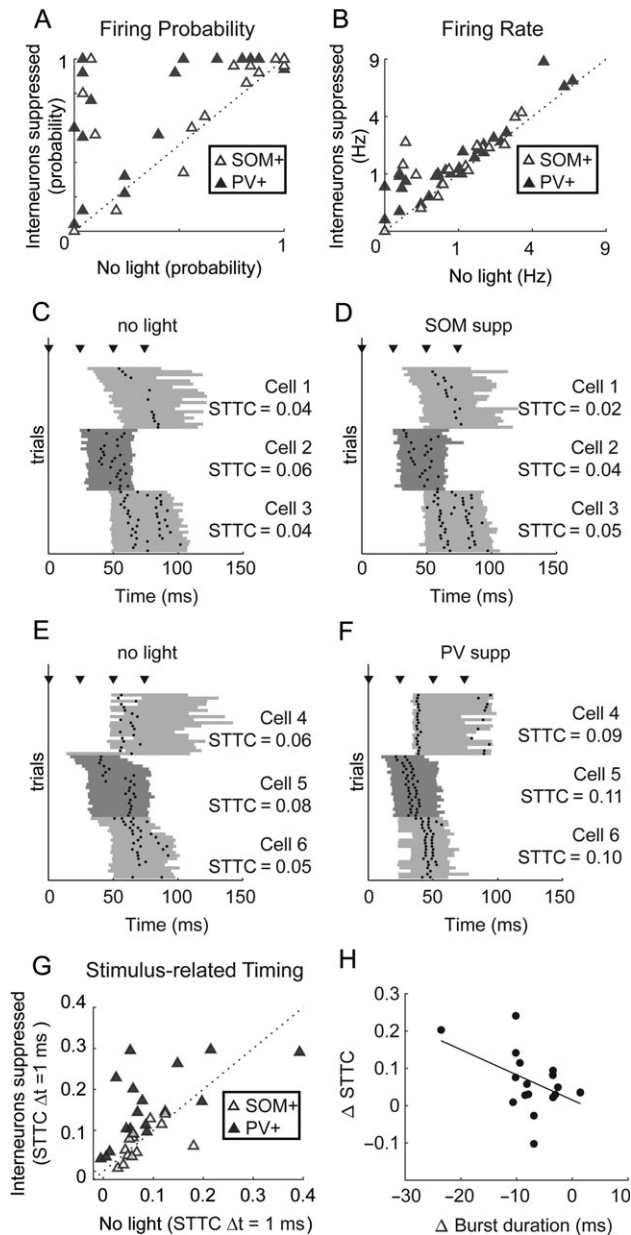 A
Firing Probability
Interneurons suppressed
(probability)
1
0
1
No light (probability)
△ SOM+
▲ PV+
B
Firing Rate
Interneurons suppressed
(Hz)
9
4
1
0
1
4
9
No light (Hz)
△ SOM+
▲ PV+
C
no light
trials
Cell 1
STTC = 0.04
Cell 2
STTC = 0.06
Cell 3
STTC = 0.04
0 50 100 150
Time (ms)
D
SOM supp
Cell 1
STTC = 0.02
Cell 2
STTC = 0.04
Cell 3
STTC = 0.05
0 50 100 150
Time (ms)
E
no light
trials
Cell 4
STTC = 0.06
Cell 5
STTC = 0.08
Cell 6
STTC = 0.05
0 50 100 150
Time (ms)
F
PV supp
Cell 4
STTC = 0.09
Cell 5
STTC = 0.11
Cell 6
STTC = 0.10
0 50 100 150
Time (ms)
G
Stimulus-related Timing
Interneurons suppressed
(STTC Δt =1 ms )
0.4
0.3
0.2
0.1
0
0 0.1 0.2 0.3 0.4
No light (STTC Δt = 1 ms)
△ SOM+
▲ PV+
H
Δ STTC
0.3
0.2
0.1
0
−0.1
−30 −20 −10 0 10
Δ Burst duration (ms)